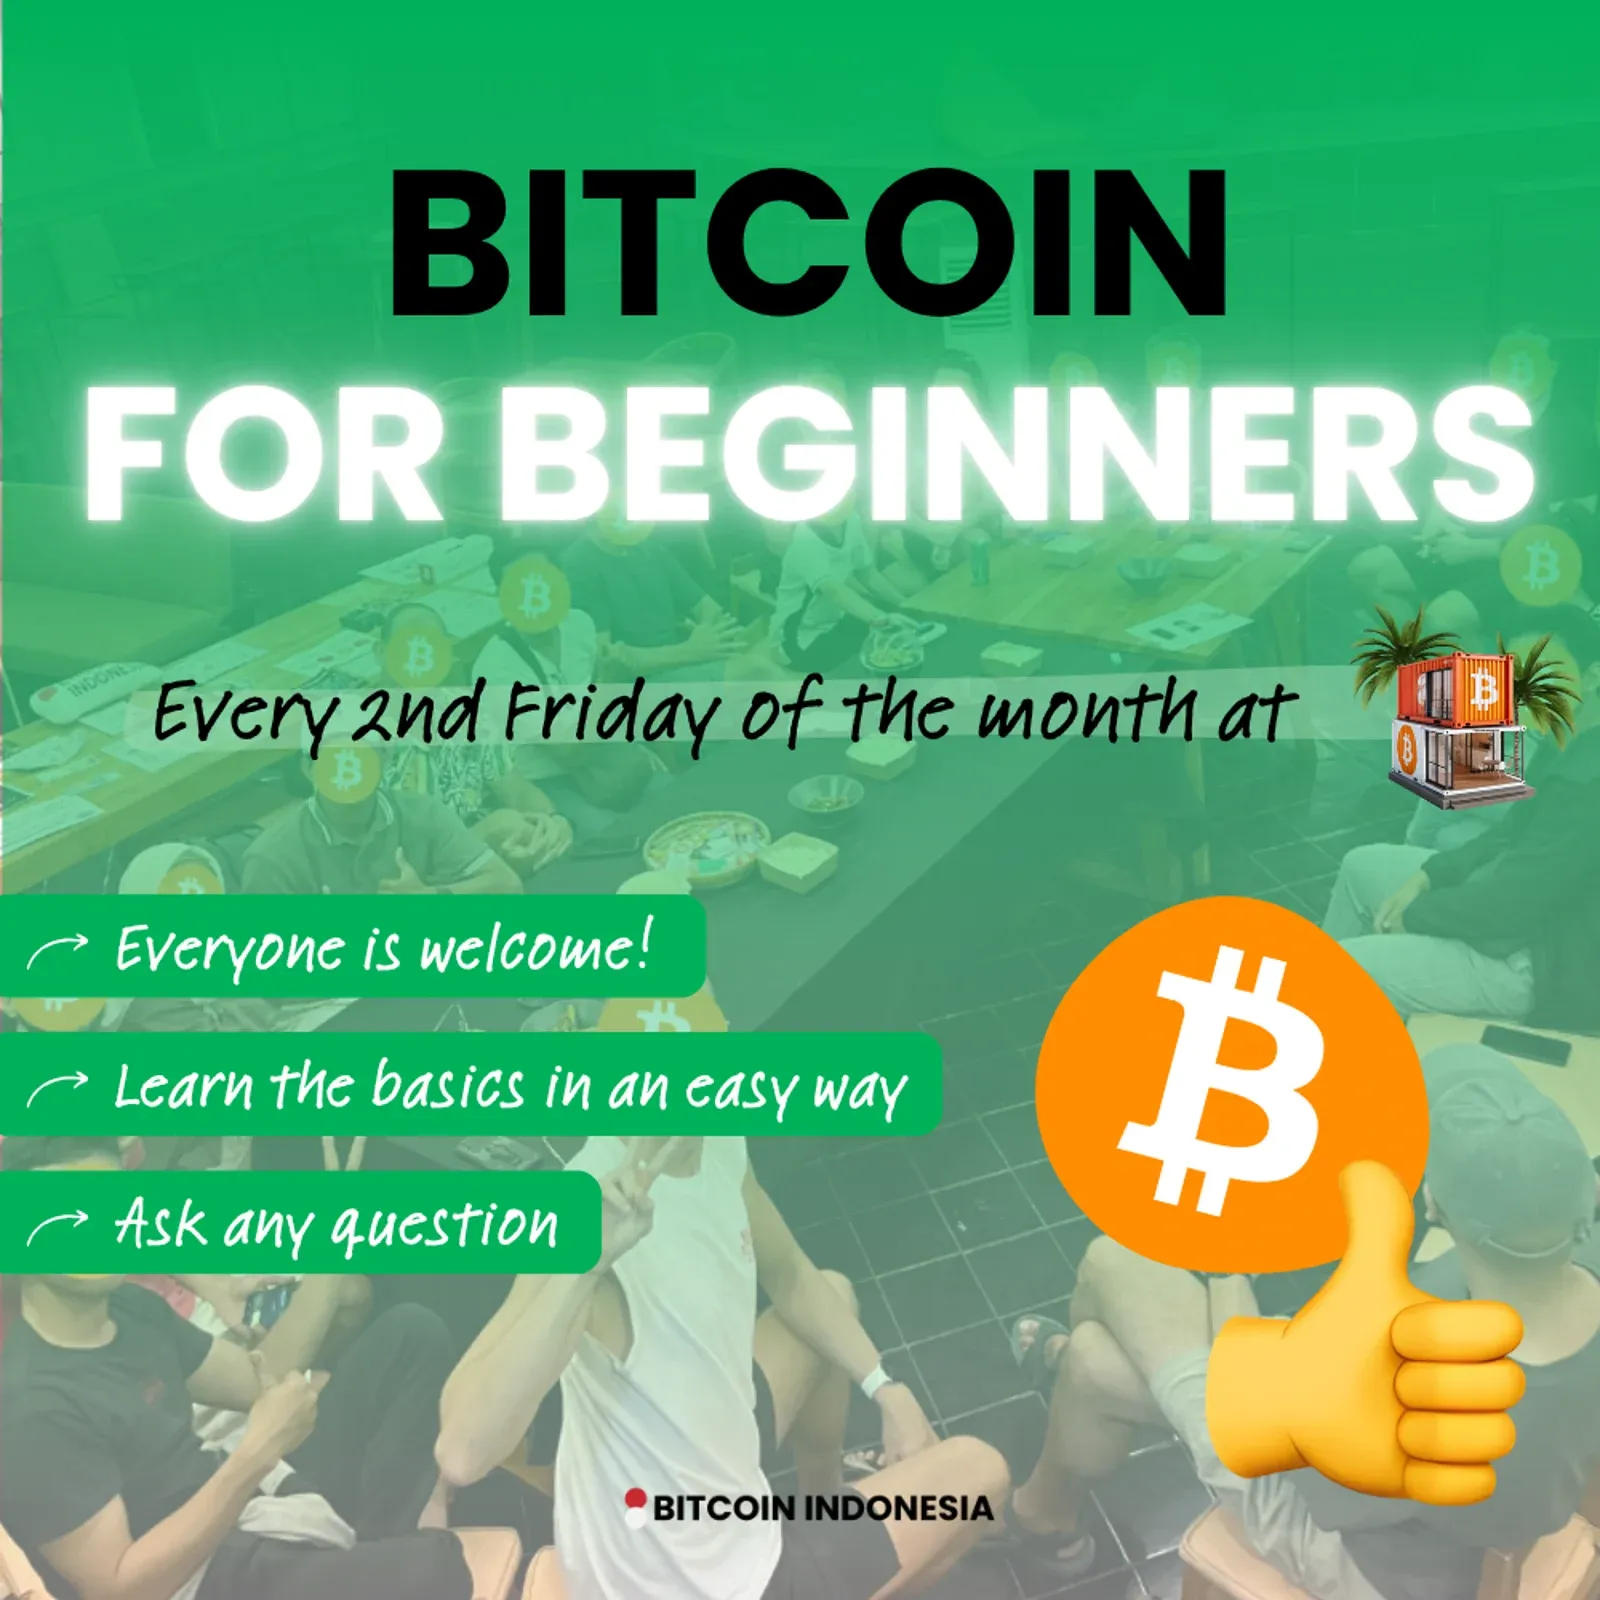 BITCOIN
FOR BEGINNERS
Every 2nd Friday of the month at
Everyone is welcome!
Learn the basics in an easy way
Ask any question
BITCOIN INDONESIA
INDONESIA